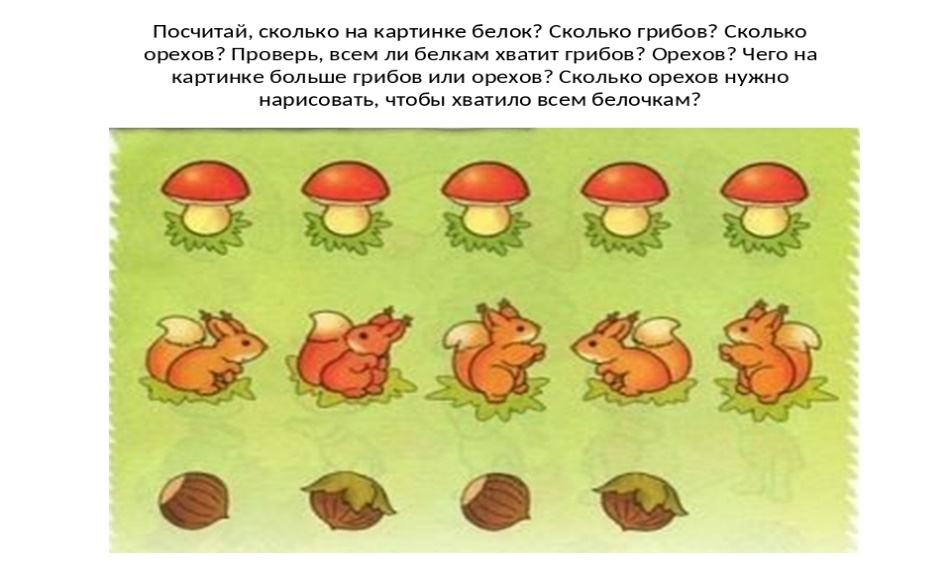 Посчитай, сколько на картинке белок? Сколько грибов? Сколько
орехов? Проверь, всем ли белкам хватит грибов? Орехов? Чего на
картинке больше грибов или орехов? Сколько орехов нужно
нарисовать, чтобы хватило всем белочкам?